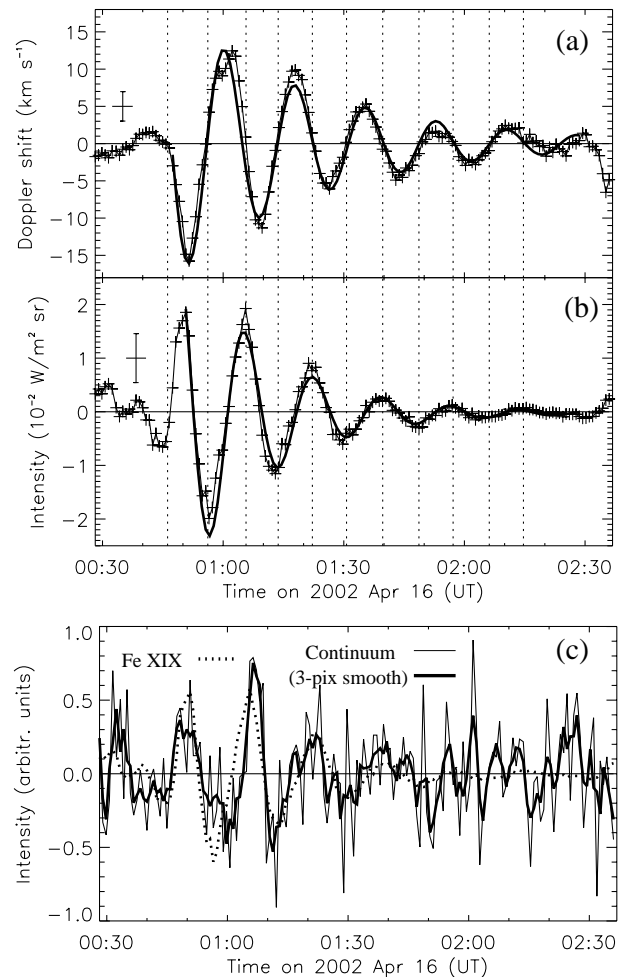 (a)
15
10
5
0
-5
-10
-15
Doppler shift (km s⁻¹)
(b)
2
1
0
-1
-2
Intensity (10⁻² W/m² sr)
00:30 01:00 01:30 02:00 02:30
Time on 2002 Apr 16 (UT)
(c)
Fe XIX
Continuum
(3-pix smooth)
1.0
0.5
0.0
-0.5
-1.0
Intensity (arbitr. units)
00:30 01:00 01:30 02:00 02:30
Time on 2002 Apr 16 (UT)